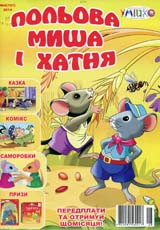 ПОЛЬОВА
МИША
І ХАТНЯ
КАЗКА
КОМІКС
САМОРОБКИ
ПРИЗИ
ПЕРЕДПЛАТИ
ТА ОТРИМУЙ
ЩОМІСЯЦЯ!